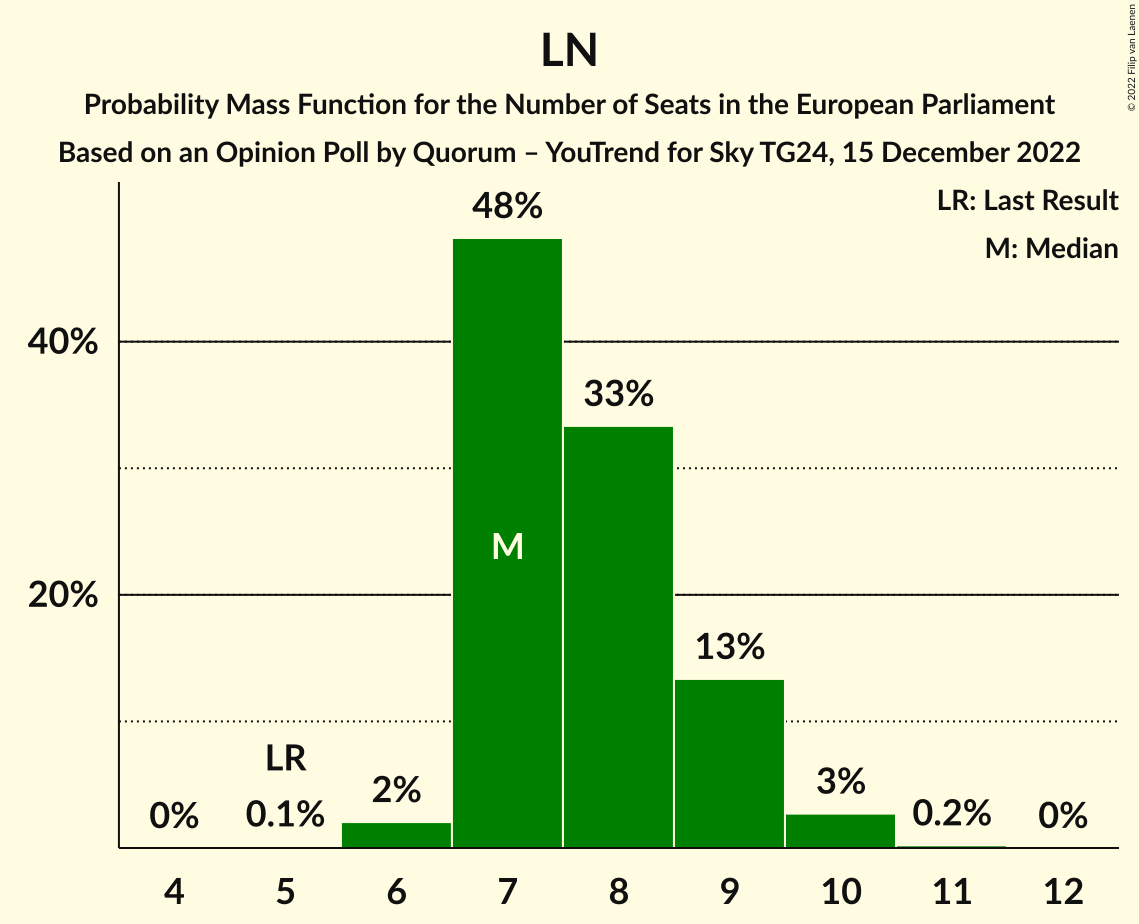 LN
Probability Mass Function for the Number of Seats in the European Parliament
Based on an Opinion Poll by Quorum – YouTrend for Sky TG24, 15 December 2022
© 2022 Filip van Laenen
LR: Last Result
M: Median
48%
40%
33%
M
20%
13%
LR
0%
0.1%
2%
3%
0.2%
0%
4 5 6 7 8 9 10 11 12